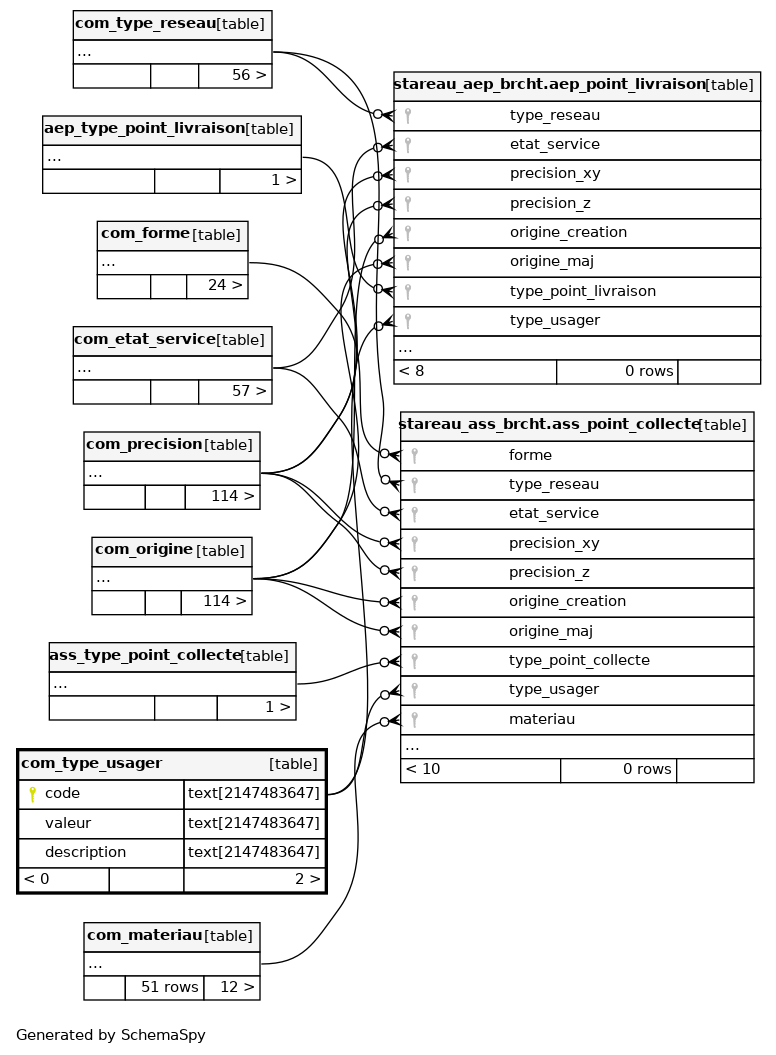 com_type_reseau [table]
...
56 >
aep_type_point_livraison [table]
...
1 >
com_forme [table]
...
24 >
com_etat_service [table]
...
57 >
com_precision [table]
...
114 >
com_origine [table]
...
114 >
ass_type_point_collecte [table]
...
1 >
com_type_usager [table]
code text[2147483647]
valeur text[2147483647]
description text[2147483647]
< 0 2 >
com_materiau [table]
...
51 rows 12 >
stareau_aep_brcht.aep_point_livraison [table]
type_reseau
etat_service
precision_xy
precision_z
origine_creation
origine_maj
type_point_livraison
type_usager
...
< 8 0 rows
stareau_ass_brcht.ass_point_collecte [table]
forme
type_reseau
etat_service
precision_xy
precision_z
origine_creation
origine_maj
type_point_collecte
type_usager
materiau
...
< 10 0 rows
Generated by SchemaSpy